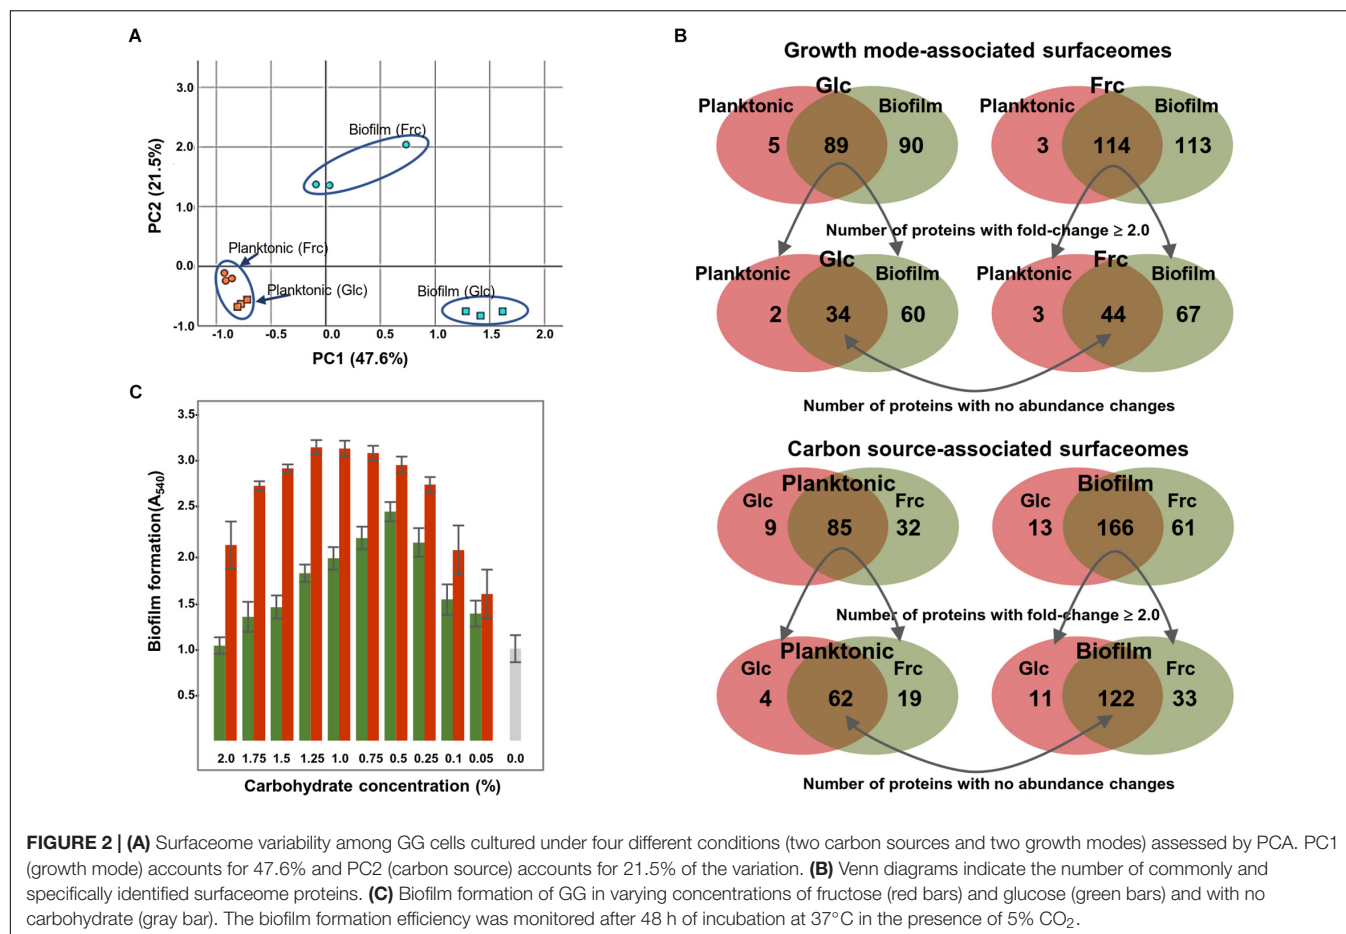 A
3.0
2.0
1.0
0.0
-1.0
-1.0 -0.5 0.0 0.5 1.0 1.5 2.0
PC2 (21.5%)
PC1 (47.6%)
Biofilm (Frc)
Planktonic (Frc)
Planktonic (Glc)
Biofilm (Glc)
B
Growth mode-associated surfaceomes
Glc
Planktonic Biofilm
5 89 90
Frc
Planktonic Biofilm
3 114 113
Number of proteins with fold-change ≥ 2.0
Glc
Planktonic Biofilm
2 34 60
Frc
Planktonic Biofilm
3 44 67
Number of proteins with no abundance changes
Carbon source-associated surfaceomes
Planktonic
Glc Frc
9 85 32
Biofilm
Glc Frc
13 166 61
Number of proteins with fold-change ≥ 2.0
Planktonic
Glc Frc
4 62 19
Biofilm
Glc Frc
11 122 33
Number of proteins with no abundance changes
C
3.5
3.0
2.5
2.0
1.5
1.0
0.5
Biofilm formation(A540)
2.0 1.75 1.5 1.25 1.0 0.75 0.5 0.25 0.1 0.05 0.0
Carbohydrate concentration (%)
FIGURE 2 | (A) Surfaceome variability among GG cells cultured under four different conditions (two carbon sources and two growth modes) assessed by PCA. PC1
(growth mode) accounts for 47.6% and PC2 (carbon source) accounts for 21.5% of the variation. (B) Venn diagrams indicate the number of commonly and
specifically identified surfaceome proteins. (C) Biofilm formation of GG in varying concentrations of fructose (red bars) and glucose (green bars) and with no
carbohydrate (gray bar). The biofilm formation efficiency was monitored after 48 h of incubation at 37°C in the presence of 5% CO2.